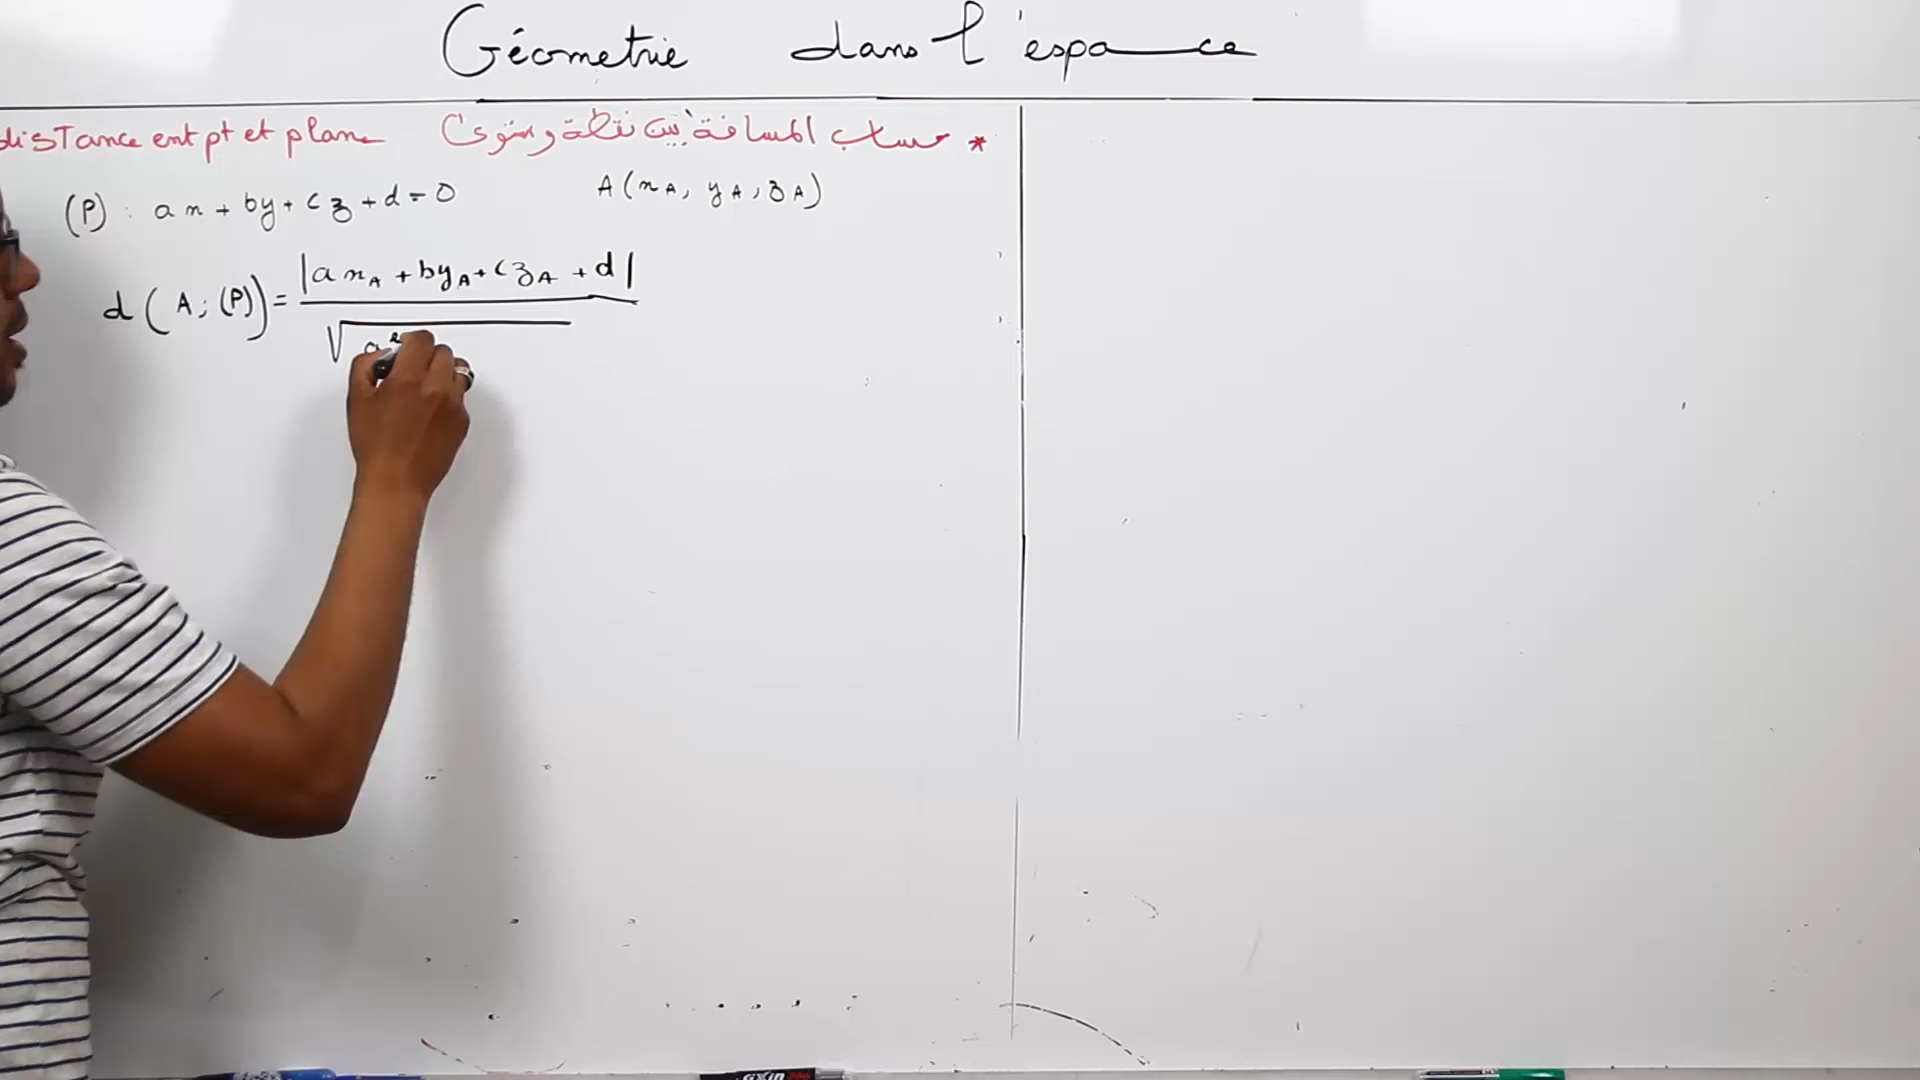 Géometrie dans l'espace
distance ent pt et plane حساب المسافة بين نقطة ومستوى *
(P) : ax + by + cz + d = 0 A(xA, yA, zA)
d(A; (P)) = |axA + byA + czA + d|
√a²